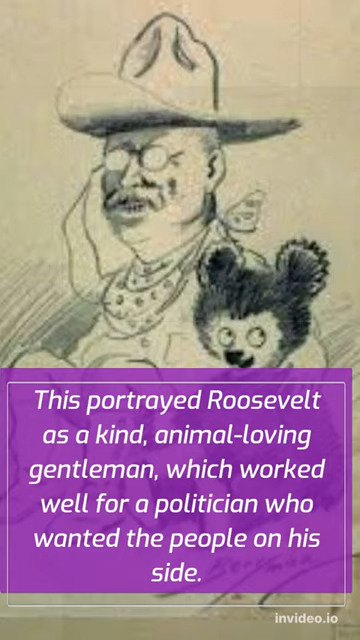 This portrayed Roosevelt
as a kind, animal-loving
gentleman, which worked
well for a politician who
wanted the people on his
side.
invideo.io